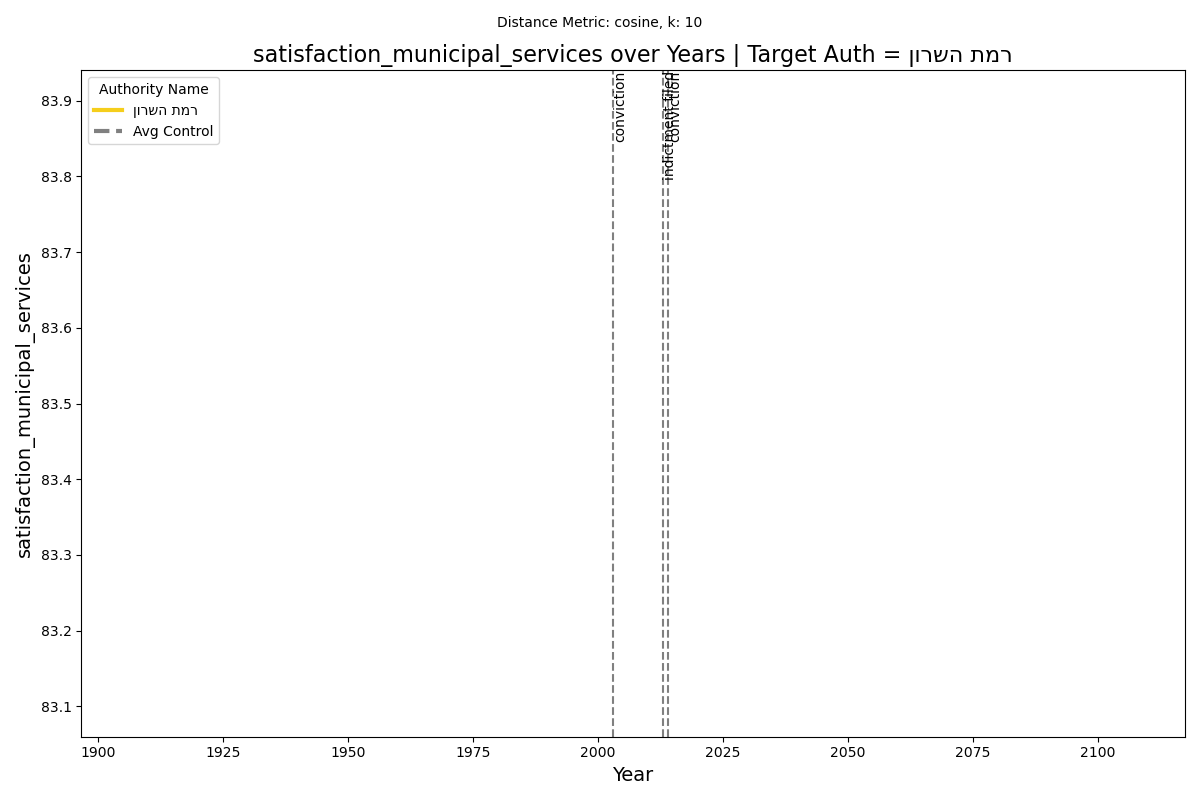 Distance Metric: cosine, k: 10
satisfaction_municipal_services over Years | Target Auth = רמת השרון
Authority Name
רמת השרון
Avg Control
conviction
indictment filed
conviction
satisfaction_municipal_services
83.9
83.8
83.7
83.6
83.5
83.4
83.3
83.2
83.1
1900 1925 1950 1975 2000 2025 2050 2075 2100
Year